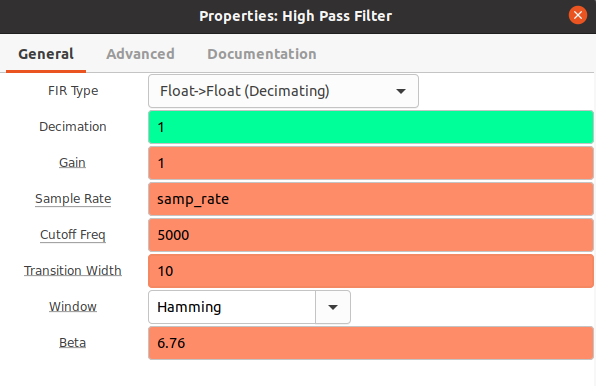 Properties: High Pass Filter
General Advanced Documentation
FIR Type Float->Float (Decimating)
Decimation 1
Gain 1
Sample Rate samp_rate
Cutoff Freq 5000
Transition Width 10
Window Hamming
Beta 6.76